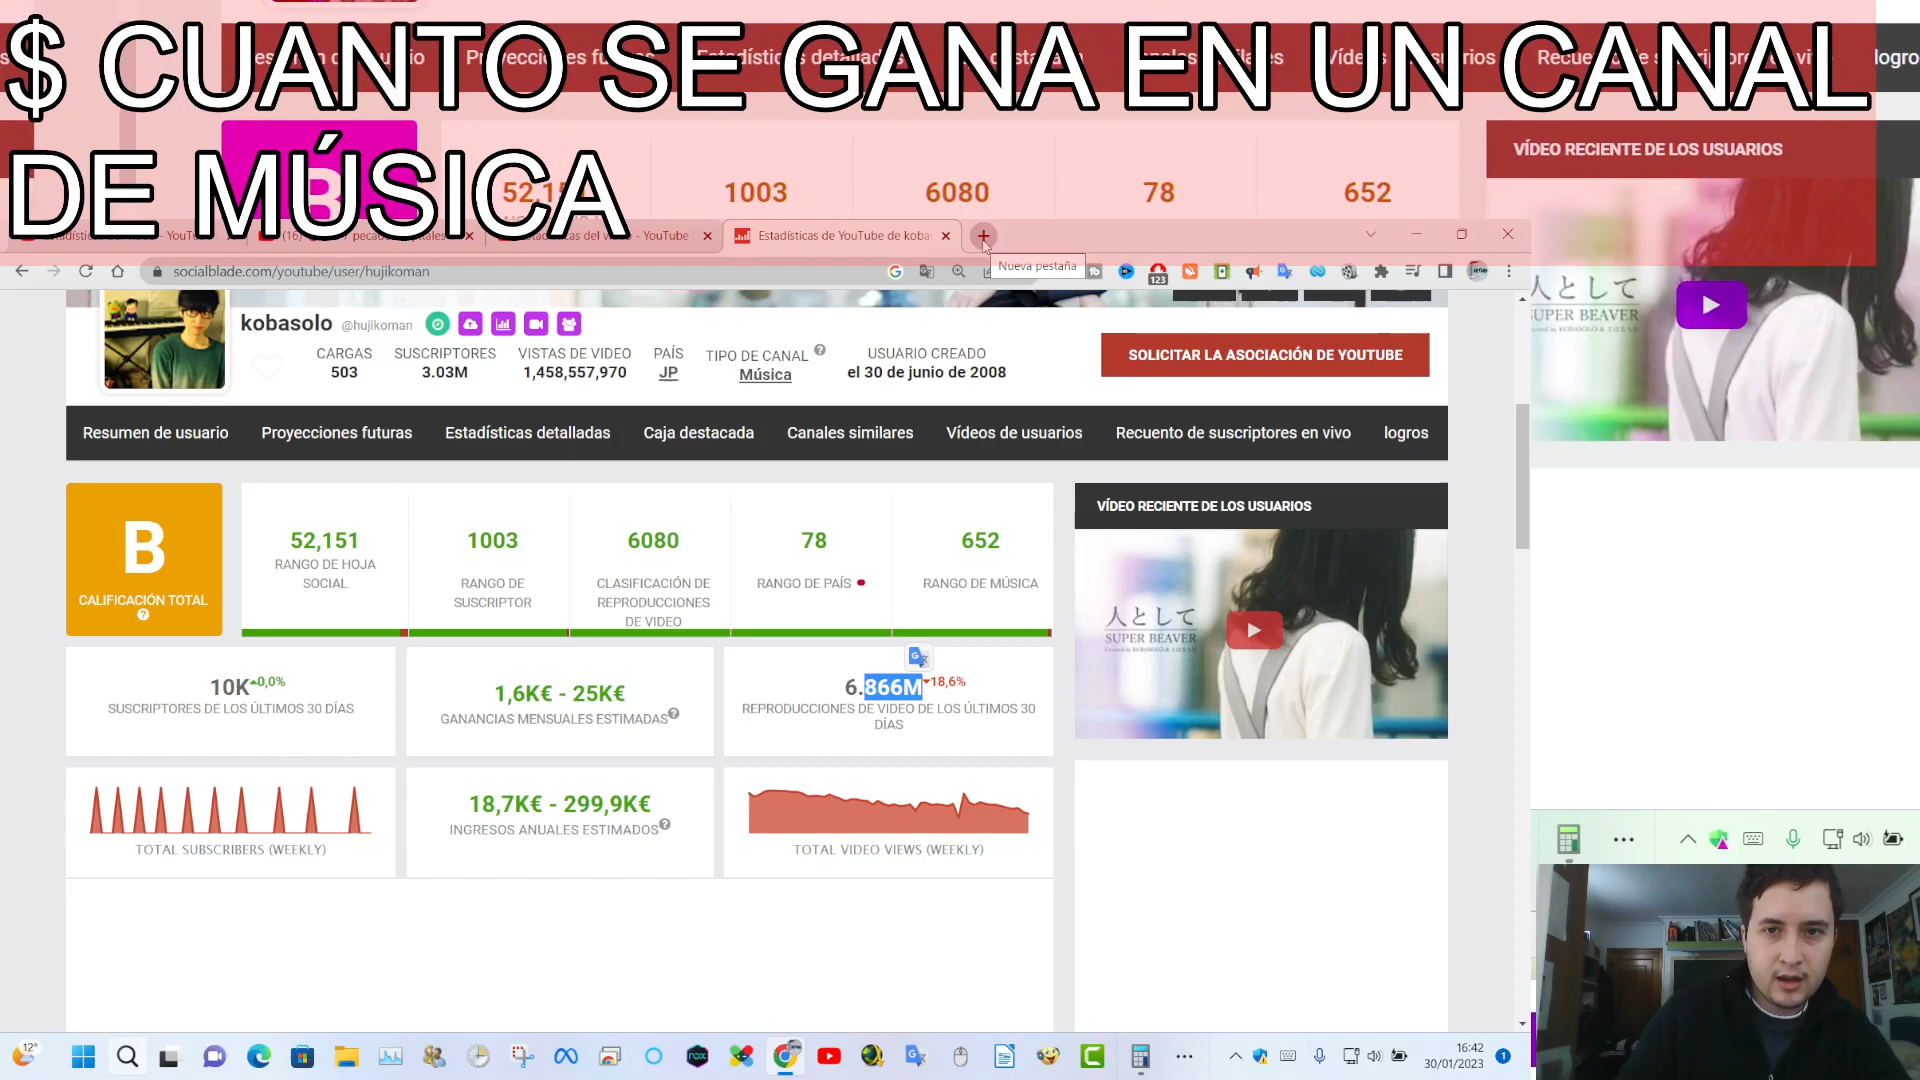 $ CUANTO SE GANA EN UN CANAL
DE MÚSICA
VÍDEO RECIENTE DE LOS USUARIOS
1003
6080
78
652
Estadísticas de YouTube de koba
Nueva pestaña
socialblade.com/youtube/user/hujikoman
123
kobasolo @hujikoman
CARGAS
503
SUSCRIPTORES
3.03M
VISTAS DE VIDEO
1,458,557,970
PAÍS
JP
TIPO DE CANAL
Música
USUARIO CREADO
el 30 de junio de 2008
SOLICITAR LA ASOCIACIÓN DE YOUTUBE
Resumen de usuario
Proyecciones futuras
Estadísticas detalladas
Caja destacada
Canales similares
Vídeos de usuarios
Recuento de suscriptores en vivo
logros
B
CALIFICACIÓN TOTAL
52,151
RANGO DE HOJA
SOCIAL
1003
RANGO DE
SUSCRIPTOR
6080
CLASIFICACIÓN DE
REPRODUCCIONES
DE VIDEO
78
RANGO DE PAÍS
652
RANGO DE MÚSICA
VÍDEO RECIENTE DE LOS USUARIOS
人として
SUPER BEAVER
10K 0,0%
SUSCRIPTORES DE LOS ÚLTIMOS 30 DÍAS
1,6K€ - 25K€
GANANCIAS MENSUALES ESTIMADAS
6.866M 18,6%
REPRODUCCIONES DE VIDEO DE LOS ÚLTIMOS 30
DÍAS
TOTAL SUBSCRIBERS (WEEKLY)
18,7K€ - 299,9K€
INGRESOS ANUALES ESTIMADOS
TOTAL VIDEO VIEWS (WEEKLY)
人として
SUPER BEAVER
12°
16:42
30/01/2023